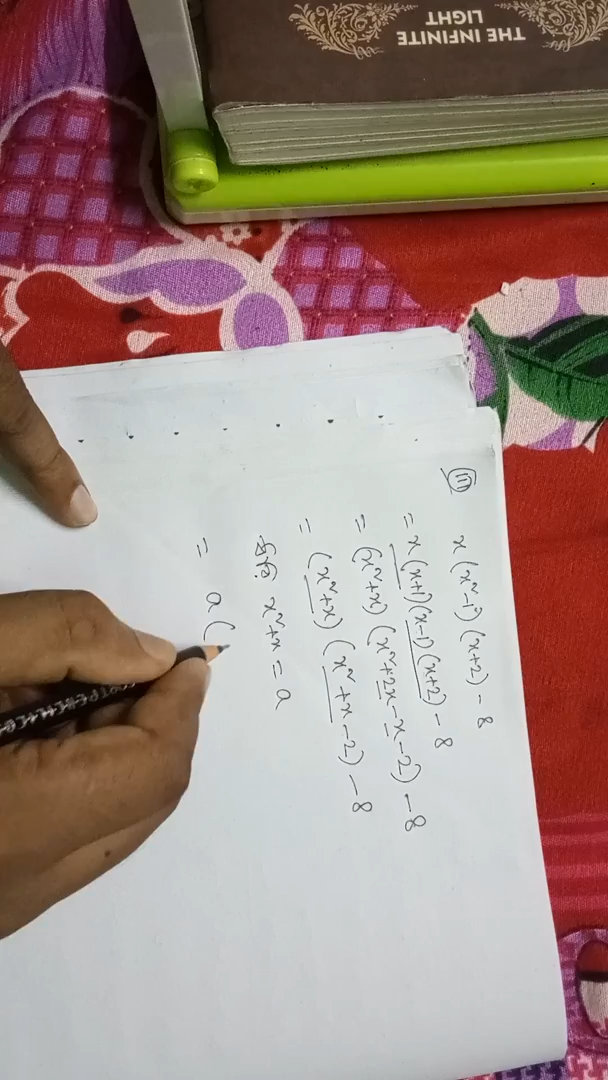 THE INFINITE
LIGHT
(iii) x (x²-1) (x+2) - 8
= x (x+1) (x-1) (x+2) - 8
= (x²+x) (x²+2x-x-2) - 8
= (x²+x) (x²+x-2) - 8
x²+x = a
= a (